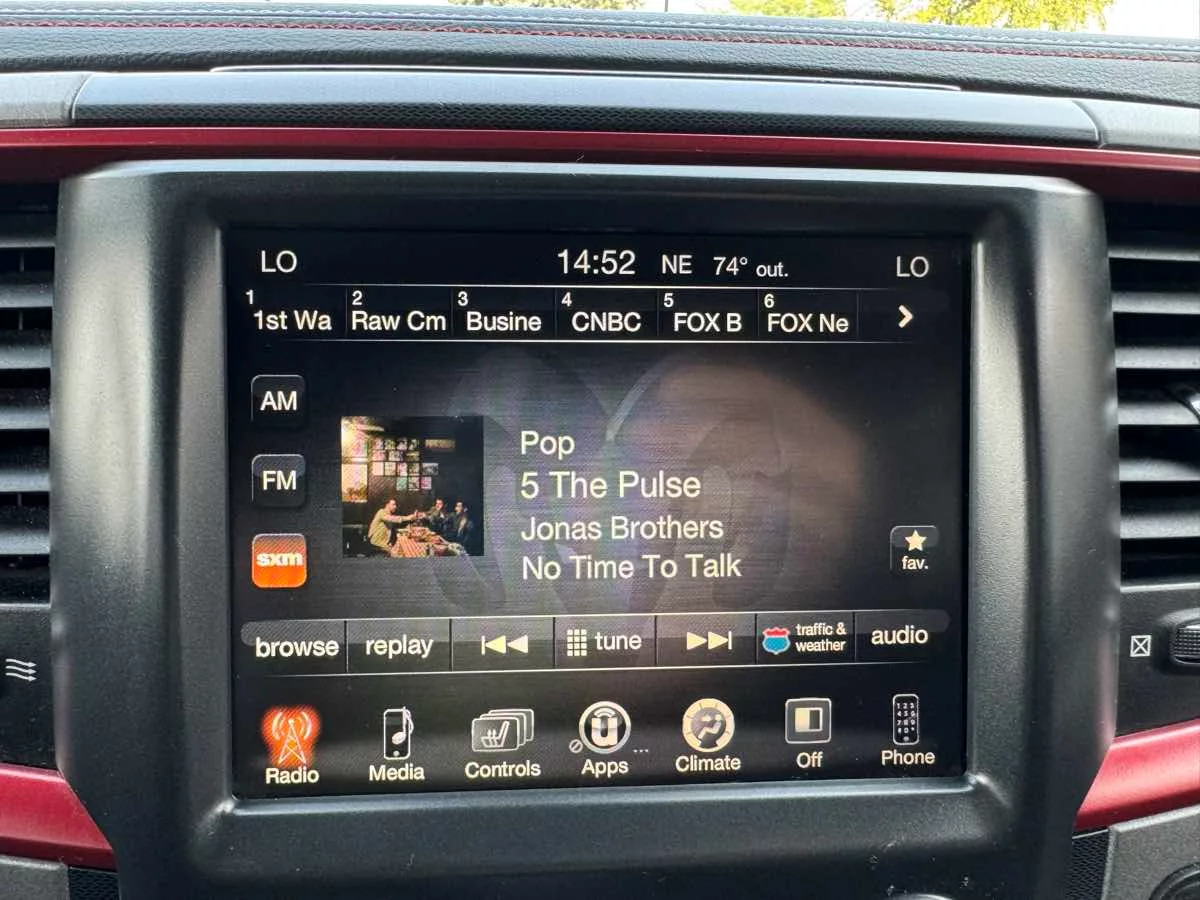 LO 14:52 NE 74° out. LO
1 2 3 4 5 6
1st Wa Raw Cm Busine CNBC FOX B FOX Ne
AM
FM
sxm
Pop
5 The Pulse
Jonas Brothers
No Time To Talk
fav.
browse replay tune traffic & weather audio
Radio Media Controls Apps ... Climate Off Phone